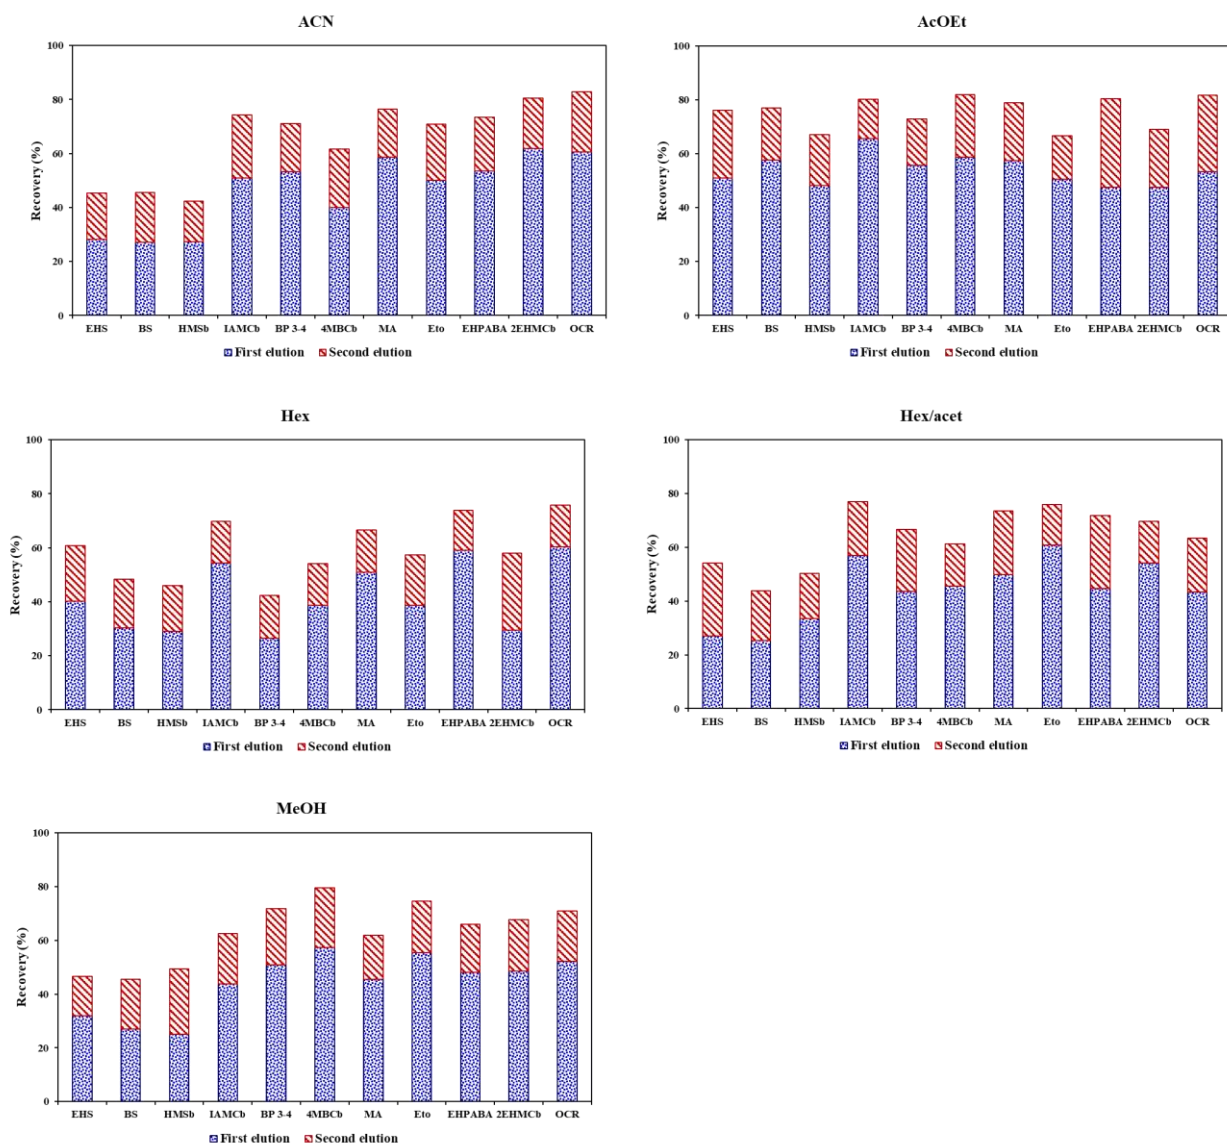 ACN
Recovery (%)
100
80
60
40
20
0
EHS BS HMSb IAMCb BP 3-4 4MBCb MA Eto EHPABA 2EHMCb OCR
First elution Second elution
AcOEt
Recovery (%)
100
80
60
40
20
0
EHS BS HMSb IAMCb BP 3-4 4MBCb MA Eto EHPABA 2EHMCb OCR
First elution Second elution
Hex
Recovery (%)
100
80
60
40
20
0
EHS BS HMSb IAMCb BP 3-4 4MBCb MA Eto EHPABA 2EHMCb OCR
First elution Second elution
Hex/acet
Recovery (%)
100
80
60
40
20
0
EHS BS HMSb IAMCb BP 3-4 4MBCb MA Eto EHPABA 2EHMCb OCR
First elution Second elution
MeOH
Recovery (%)
100
80
60
40
20
0
EHS BS HMSb IAMCb BP 3-4 4MBCb MA Eto EHPABA 2EHMCb OCR
First elution Second elution